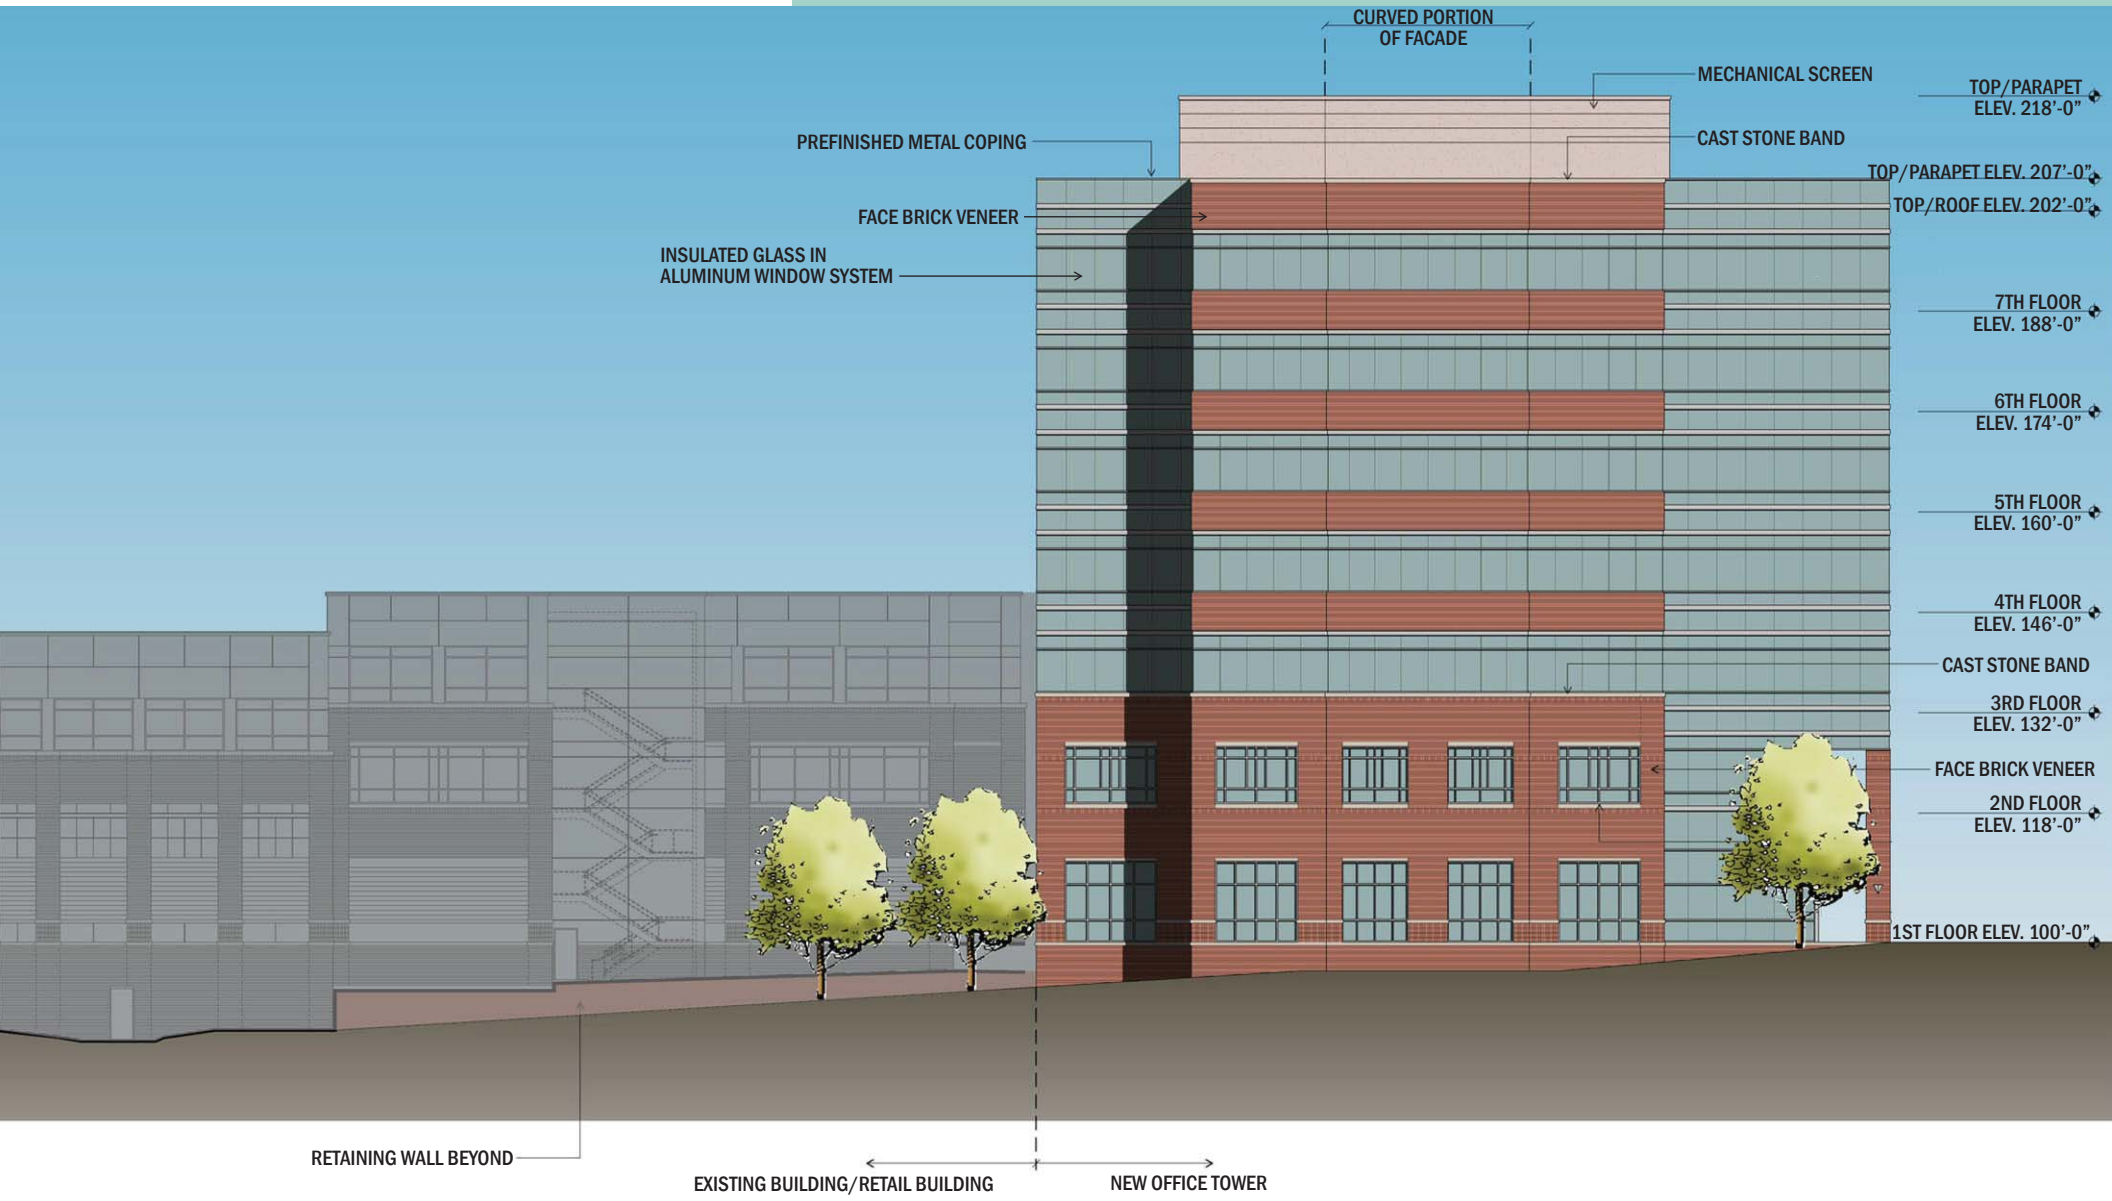 CURVED PORTION
OF FACADE
MECHANICAL SCREEN
TOP/PARAPET
ELEV. 218’-0”
PREFINISHED METAL COPING
CAST STONE BAND
TOP/PARAPET ELEV. 207’-0”
TOP/ROOF ELEV. 202’-0”
FACE BRICK VENEER
INSULATED GLASS IN
ALUMINUM WINDOW SYSTEM
7TH FLOOR
ELEV. 188’-0”
6TH FLOOR
ELEV. 174’-0”
5TH FLOOR
ELEV. 160’-0”
4TH FLOOR
ELEV. 146’-0”
CAST STONE BAND
3RD FLOOR
ELEV. 132’-0”
FACE BRICK VENEER
2ND FLOOR
ELEV. 118’-0”
1ST FLOOR ELEV. 100’-0”
RETAINING WALL BEYOND
EXISTING BUILDING/RETAIL BUILDING
NEW OFFICE TOWER